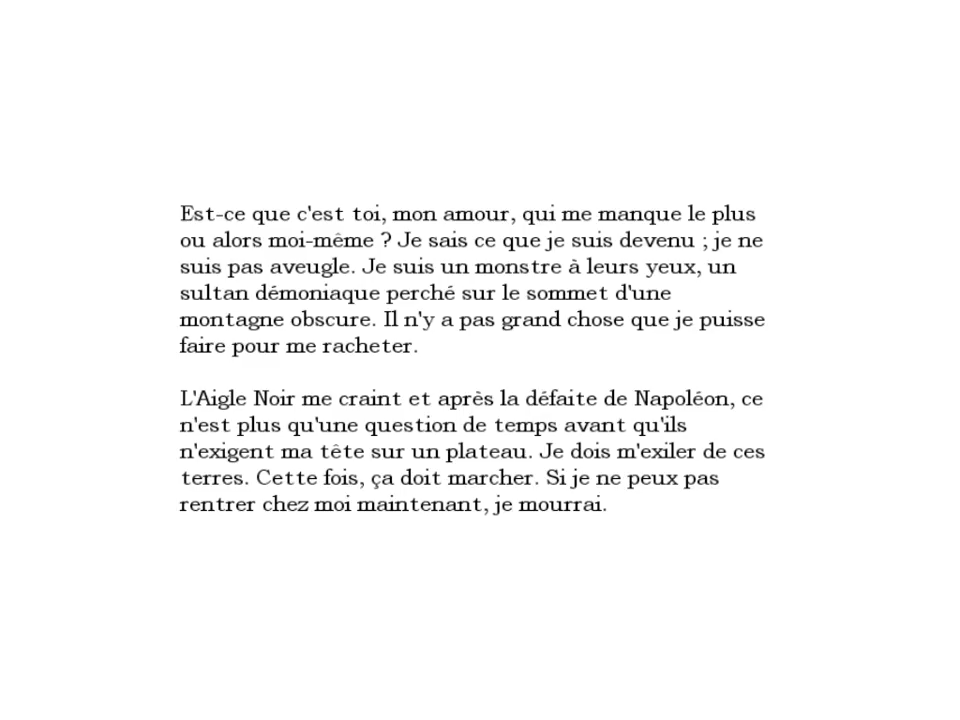 Est-ce que c'est toi, mon amour, qui me manque le plus
ou alors moi-même ? Je sais ce que je suis devenu ; je ne
suis pas aveugle. Je suis un monstre à leurs yeux, un
sultan démoniaque perché sur le sommet d'une
montagne obscure. Il n'y a pas grand chose que je puisse
faire pour me racheter.
L'Aigle Noir me craint et après la défaite de Napoléon, ce
n'est plus qu'une question de temps avant qu'ils
n'exigent ma tête sur un plateau. Je dois m'exiler de ces
terres. Cette fois, ça doit marcher. Si je ne peux pas
rentrer chez moi maintenant, je mourrai.